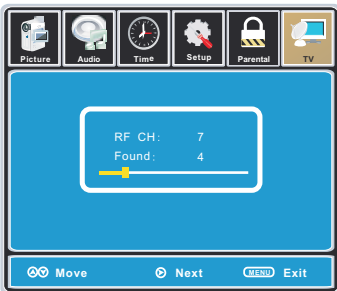 Picture Audio Time Setup Parental TV
RF CH: 7
Found: 4
Move Next MENU Exit